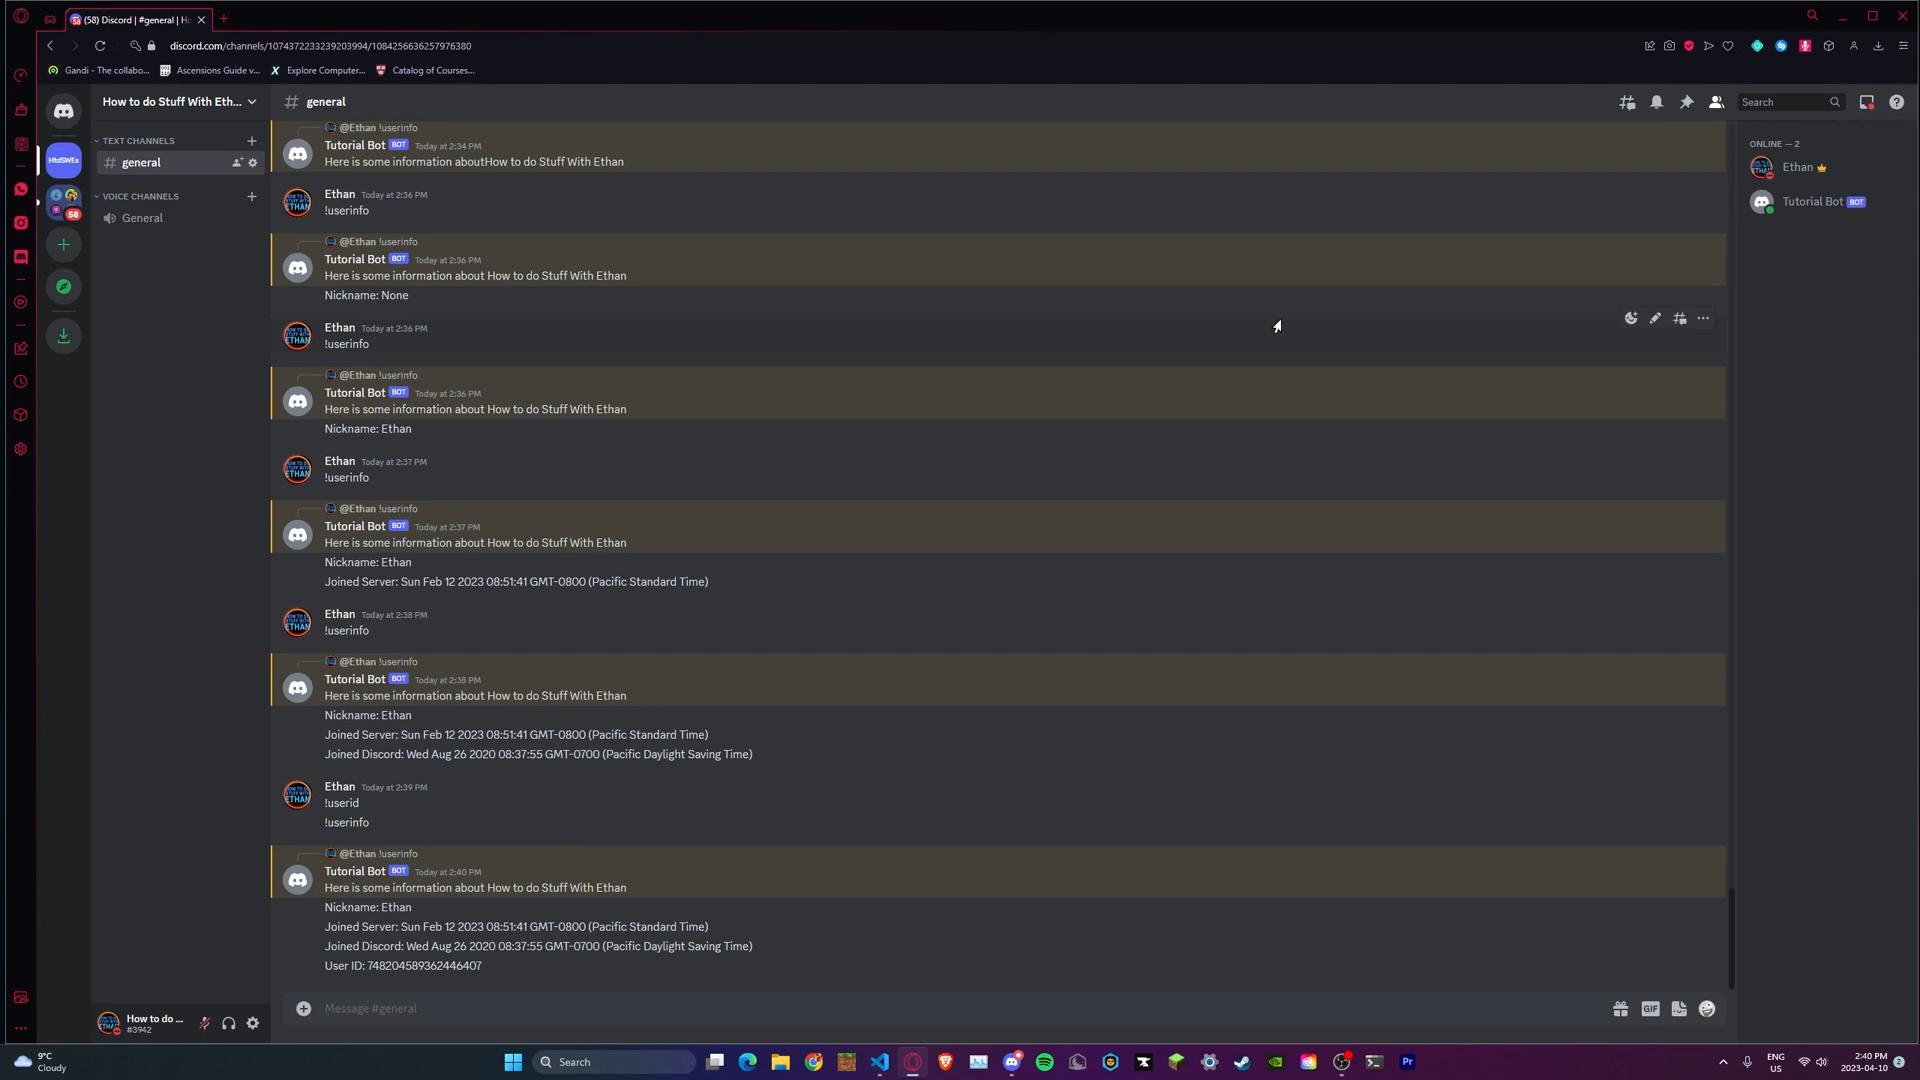 (58) Discord | #general | Ho
discord.com/channels/1074372233239203994/1084256636257976380
Gandi - The collabo...
Ascensions Guide v...
Explore Computer...
Catalog of Courses...
How to do Stuff With Eth...
general
Search
TEXT CHANNELS
general
VOICE CHANNELS
General
HtdSWEs
58
@Ethan !userinfo
Tutorial Bot BOT Today at 2:34 PM
Here is some information aboutHow to do Stuff With Ethan
Ethan Today at 2:36 PM
!userinfo
@Ethan !userinfo
Tutorial Bot BOT Today at 2:36 PM
Here is some information about How to do Stuff With Ethan
Nickname: None
Ethan Today at 2:36 PM
!userinfo
@Ethan !userinfo
Tutorial Bot BOT Today at 2:36 PM
Here is some information about How to do Stuff With Ethan
Nickname: Ethan
Ethan Today at 2:37 PM
!userinfo
@Ethan !userinfo
Tutorial Bot BOT Today at 2:37 PM
Here is some information about How to do Stuff With Ethan
Nickname: Ethan
Joined Server: Sun Feb 12 2023 08:51:41 GMT-0800 (Pacific Standard Time)
Ethan Today at 2:38 PM
!userinfo
@Ethan !userinfo
Tutorial Bot BOT Today at 2:38 PM
Here is some information about How to do Stuff With Ethan
Nickname: Ethan
Joined Server: Sun Feb 12 2023 08:51:41 GMT-0800 (Pacific Standard Time)
Joined Discord: Wed Aug 26 2020 08:37:55 GMT-0700 (Pacific Daylight Saving Time)
Ethan Today at 2:39 PM
!userid
!userinfo
@Ethan !userinfo
Tutorial Bot BOT Today at 2:40 PM
Here is some information about How to do Stuff With Ethan
Nickname: Ethan
Joined Server: Sun Feb 12 2023 08:51:41 GMT-0800 (Pacific Standard Time)
Joined Discord: Wed Aug 26 2020 08:37:55 GMT-0700 (Pacific Daylight Saving Time)
User ID: 748204589362446407
Message #general
GIF
ONLINE — 2
Ethan
Tutorial Bot BOT
How to do ...
#3942
9°C
Cloudy
Search
Pr
ENG
US
2:40 PM
2023-04-10
2